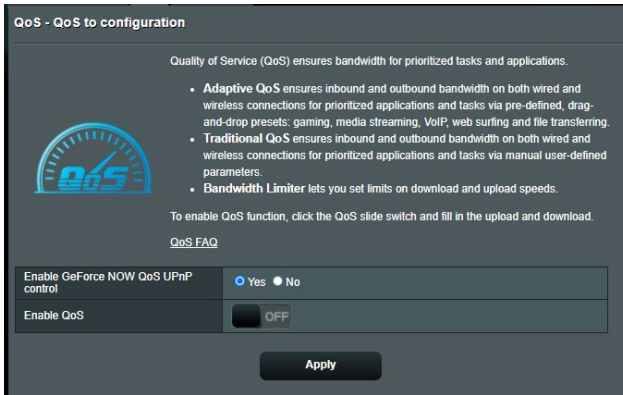 QoS - QoS to configuration
Quality of Service (QoS) ensures bandwidth for prioritized tasks and applications.
• Adaptive QoS ensures inbound and outbound bandwidth on both wired and
wireless connections for prioritized applications and tasks via pre-defined, drag-
and-drop presets: gaming, media streaming, VoIP, web surfing and file transferring.
• Traditional QoS ensures inbound and outbound bandwidth on both wired and
wireless connections for prioritized applications and tasks via manual user-defined
parameters.
• Bandwidth Limiter lets you set limits on download and upload speeds.
QoS
To enable QoS function, click the QoS slide switch and fill in the upload and download.
QoS FAQ
Enable GeForce NOW QoS UPnP
control
Yes No
Enable QoS
OFF
Apply